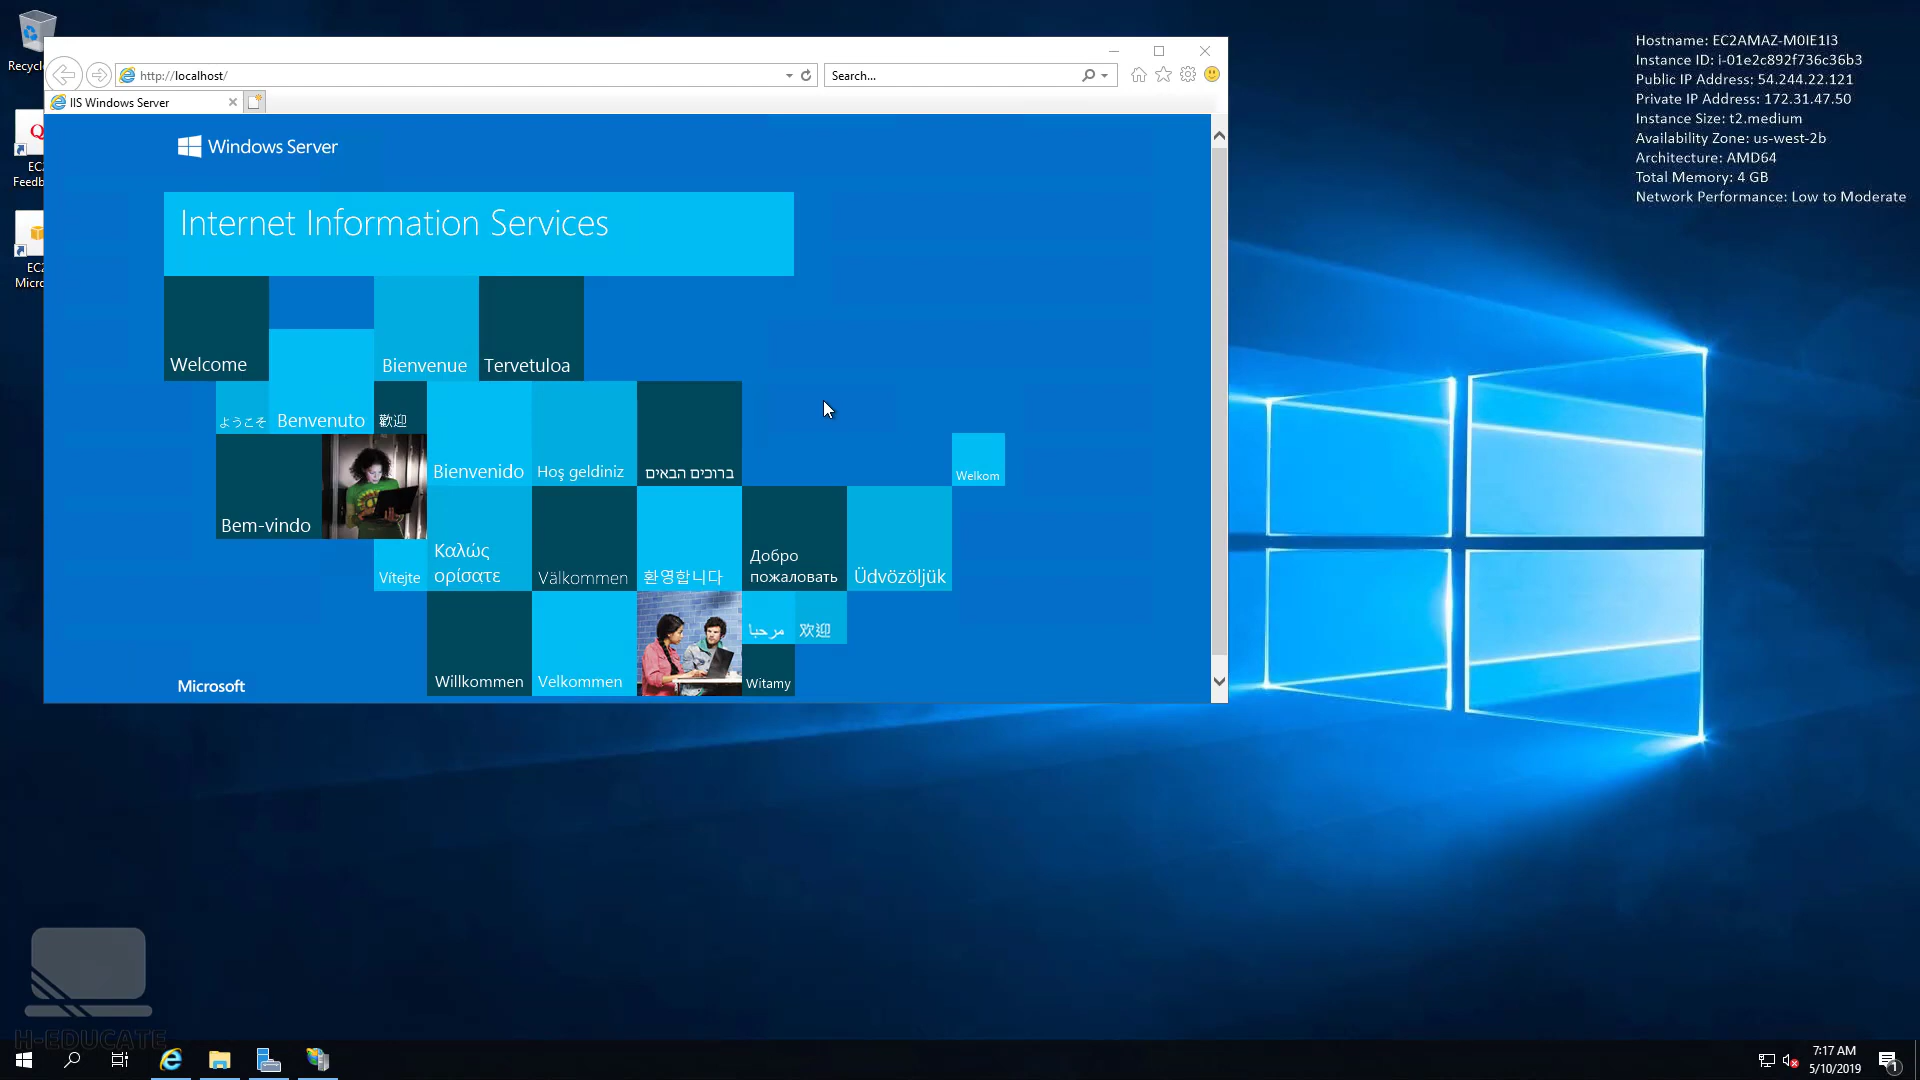 Hostname: EC2AMAZ-M0IE1I3
Instance ID: i-01e2c892f736c36b3
Public IP Address: 54.244.22.121
Private IP Address: 172.31.47.50
Instance Size: t2.medium
Availability Zone: us-west-2b
Architecture: AMD64
Total Memory: 4 GB
Network Performance: Low to Moderate
http://localhost/
Search...
IIS Windows Server
Windows Server
Internet Information Services
Welcome
Bienvenue
Tervetuloa
ようこそ
Benvenuto
歡迎
Bienvenido
Hoş geldiniz
ברוכים הבאים
Welkom
Bem-vindo
Vítejte
Καλώς
ορίσατε
Välkommen
환영합니다
Добро
пожаловать
Üdvözöljük
Willkommen
Velkommen
مرحبا
欢迎
Witamy
Microsoft
H-EDUCATE
7:17 AM
5/10/2019
1